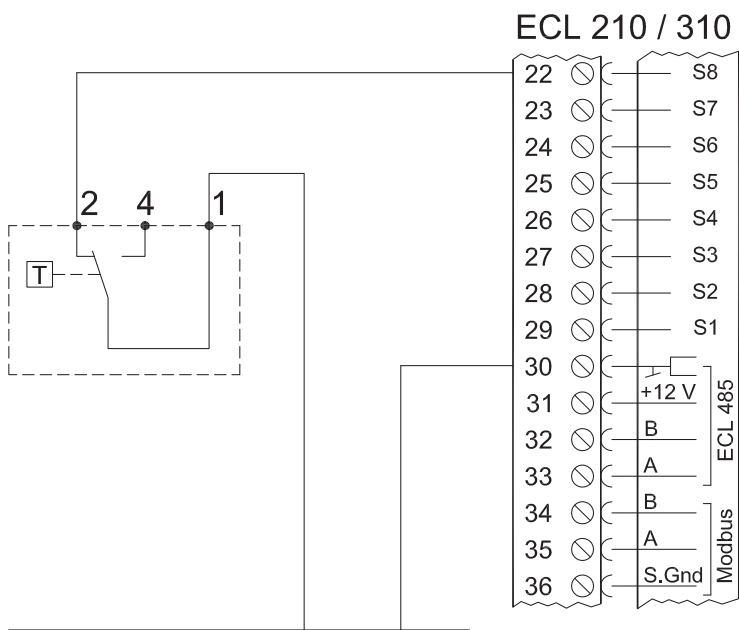 ECL 210 / 310
22 S8
23 S7
24 S6
25 S5
26 S4
27 S3
28 S2
29 S1
30
31 +12 V
32 B
33 A
ECL 485
34 B
35 A
36 S.Gnd
Modbus
2 4 1
T